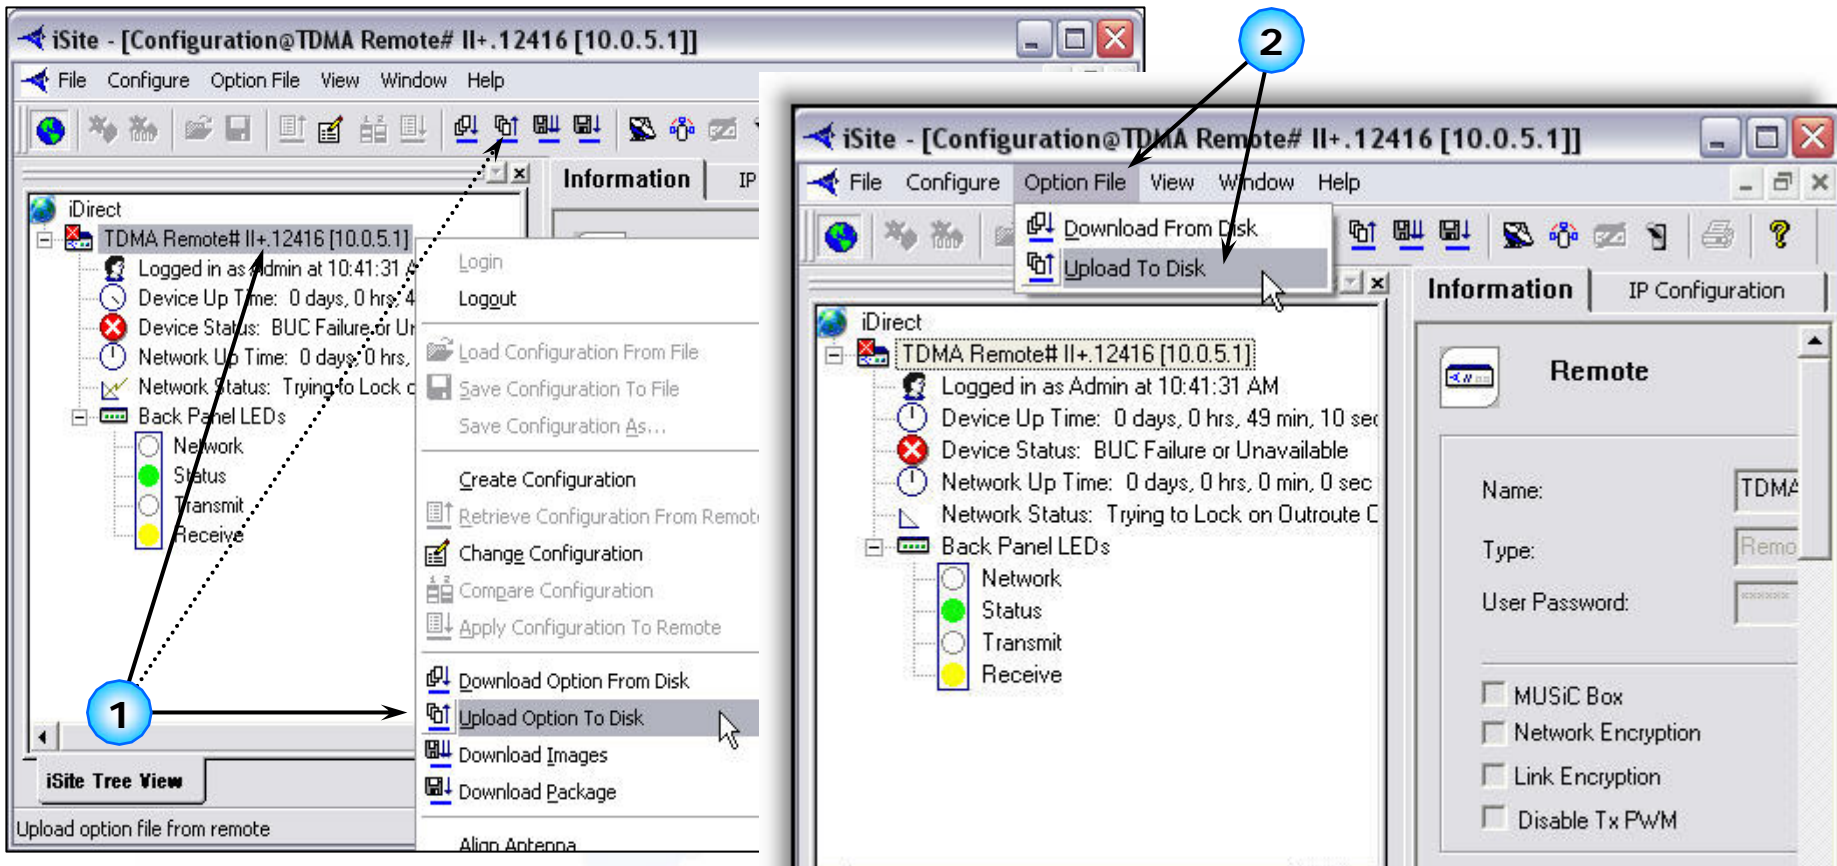 iSite - [Configuration@TDMA Remote# II+.12416 [10.0.5.1]]
File Configure Option File View Window Help
Information
IP
iDirect
TDMA Remote# II+.12416 [10.0.5.1]
Logged in as Admin at 10:41:31 A
Device Up Time: 0 days, 0 hrs, 4
Device Status: BUC Failure or Ur
Network Up Time: 0 days, 0 hrs,
Network Status: Trying to Lock o
Back Panel LEDs
Network
Status
Transmit
Receive
1
iSite Tree View
Upload option file from remote
Login
Logout
Load Configuration From File
Save Configuration To File
Save Configuration As...
Create Configuration
Retrieve Configuration From Remote
Change Configuration
Compare Configuration
Apply Configuration To Remote
Download Option From Disk
Upload Option To Disk
Download Images
Download Package
Align Antenna
2
iSite - [Configuration@TDMA Remote# II+.12416 [10.0.5.1]]
File Configure Option File View Window Help
Download From Disk
Upload To Disk
Information
IP Configuration
iDirect
TDMA Remote# II+.12416 [10.0.5.1]
Logged in as Admin at 10:41:31 AM
Device Up Time: 0 days, 0 hrs, 49 min, 10 sec
Device Status: BUC Failure or Unavailable
Network Up Time: 0 days, 0 hrs, 0 min, 0 sec
Network Status: Trying to Lock on Outroute C
Back Panel LEDs
Network
Status
Transmit
Receive
Remote
Name: TDMA
Type: Remo
User Password:
MUSiC Box
Network Encryption
Link Encryption
Disable Tx PWM